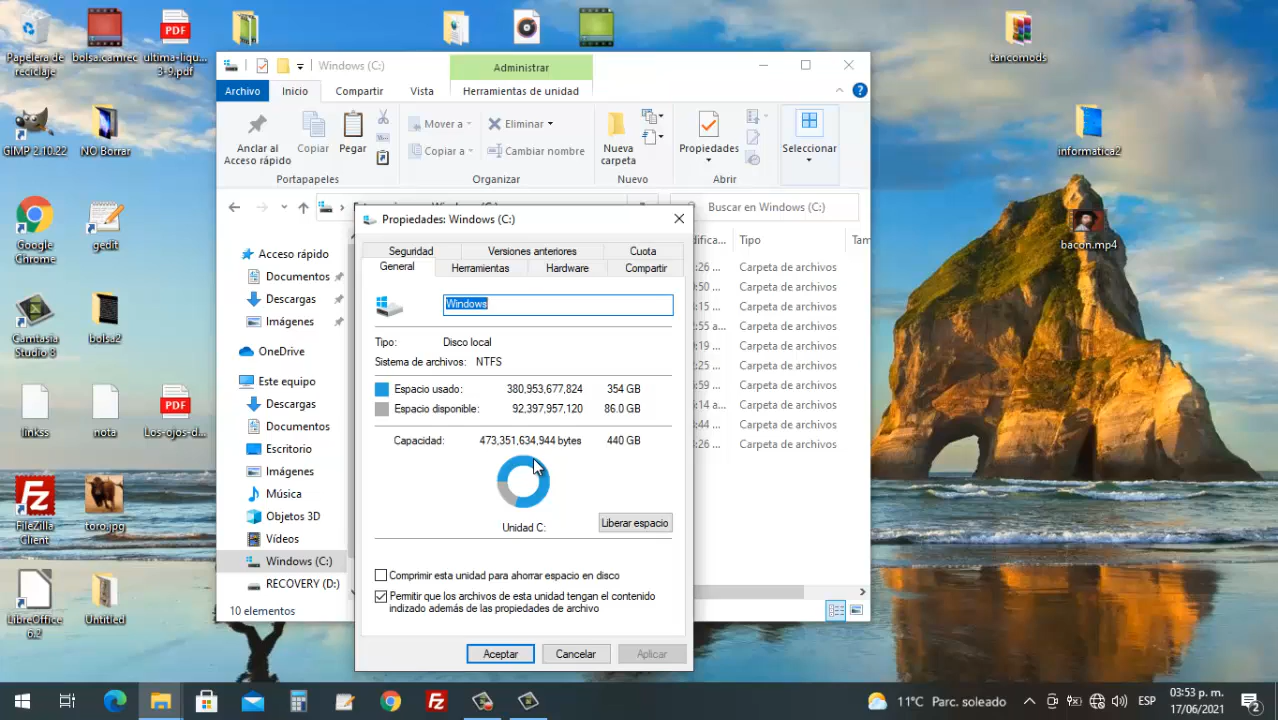 Papelera de reciclaje
bolsa.camrec
ultima-liqu... 3-9.pdf
PDF
tancomods
GIMP 2.10.22
NO Borrar
informatica2
Google Chrome
gedit
bacon.mp4
Camtasia Studio 8
bolsa2
linkss
nota
PDF
Los-ojos-d...
FileZilla Client
toro.jpg
LibreOffice 6.2
Untitled
Windows (C:)
Administrar
Archivo
Inicio
Compartir
Vista
Herramientas de unidad
Anclar al Acceso rápido
Copiar
Pegar
Mover a
Copiar a
Eliminar
Cambiar nombre
Nueva carpeta
Propiedades
Seleccionar
Portapapeles
Organizar
Nuevo
Abrir
Buscar en Windows (C:)
Acceso rápido
Documentos
Descargas
Imágenes
OneDrive
Este equipo
Descargas
Documentos
Escritorio
Imágenes
Música
Objetos 3D
Vídeos
Windows (C:)
RECOVERY (D:)
10 elementos
difica...
Tipo
Tam
:26 ...
Carpeta de archivos
:50 ...
Carpeta de archivos
:15 ...
Carpeta de archivos
:55 a...
Carpeta de archivos
:19 ...
Carpeta de archivos
:25 ...
Carpeta de archivos
:59 ...
Carpeta de archivos
:14 a...
Carpeta de archivos
:44 ...
Carpeta de archivos
:26 ...
Carpeta de archivos
Propiedades: Windows (C:)
Seguridad
Versiones anteriores
Cuota
General
Herramientas
Hardware
Compartir
Windows
Tipo: Disco local
Sistema de archivos: NTFS
Espacio usado: 380,953,677,824 354 GB
Espacio disponible: 92,397,957,120 86.0 GB
Capacidad: 473,351,634,944 bytes 440 GB
Unidad C:
Liberar espacio
Comprimir esta unidad para ahorrar espacio en disco
Permitir que los archivos de esta unidad tengan el contenido
indizado además de las propiedades de archivo
Aceptar
Cancelar
Aplicar
11°C Parc. soleado
ESP
03:53 p. m.
17/06/2021
2